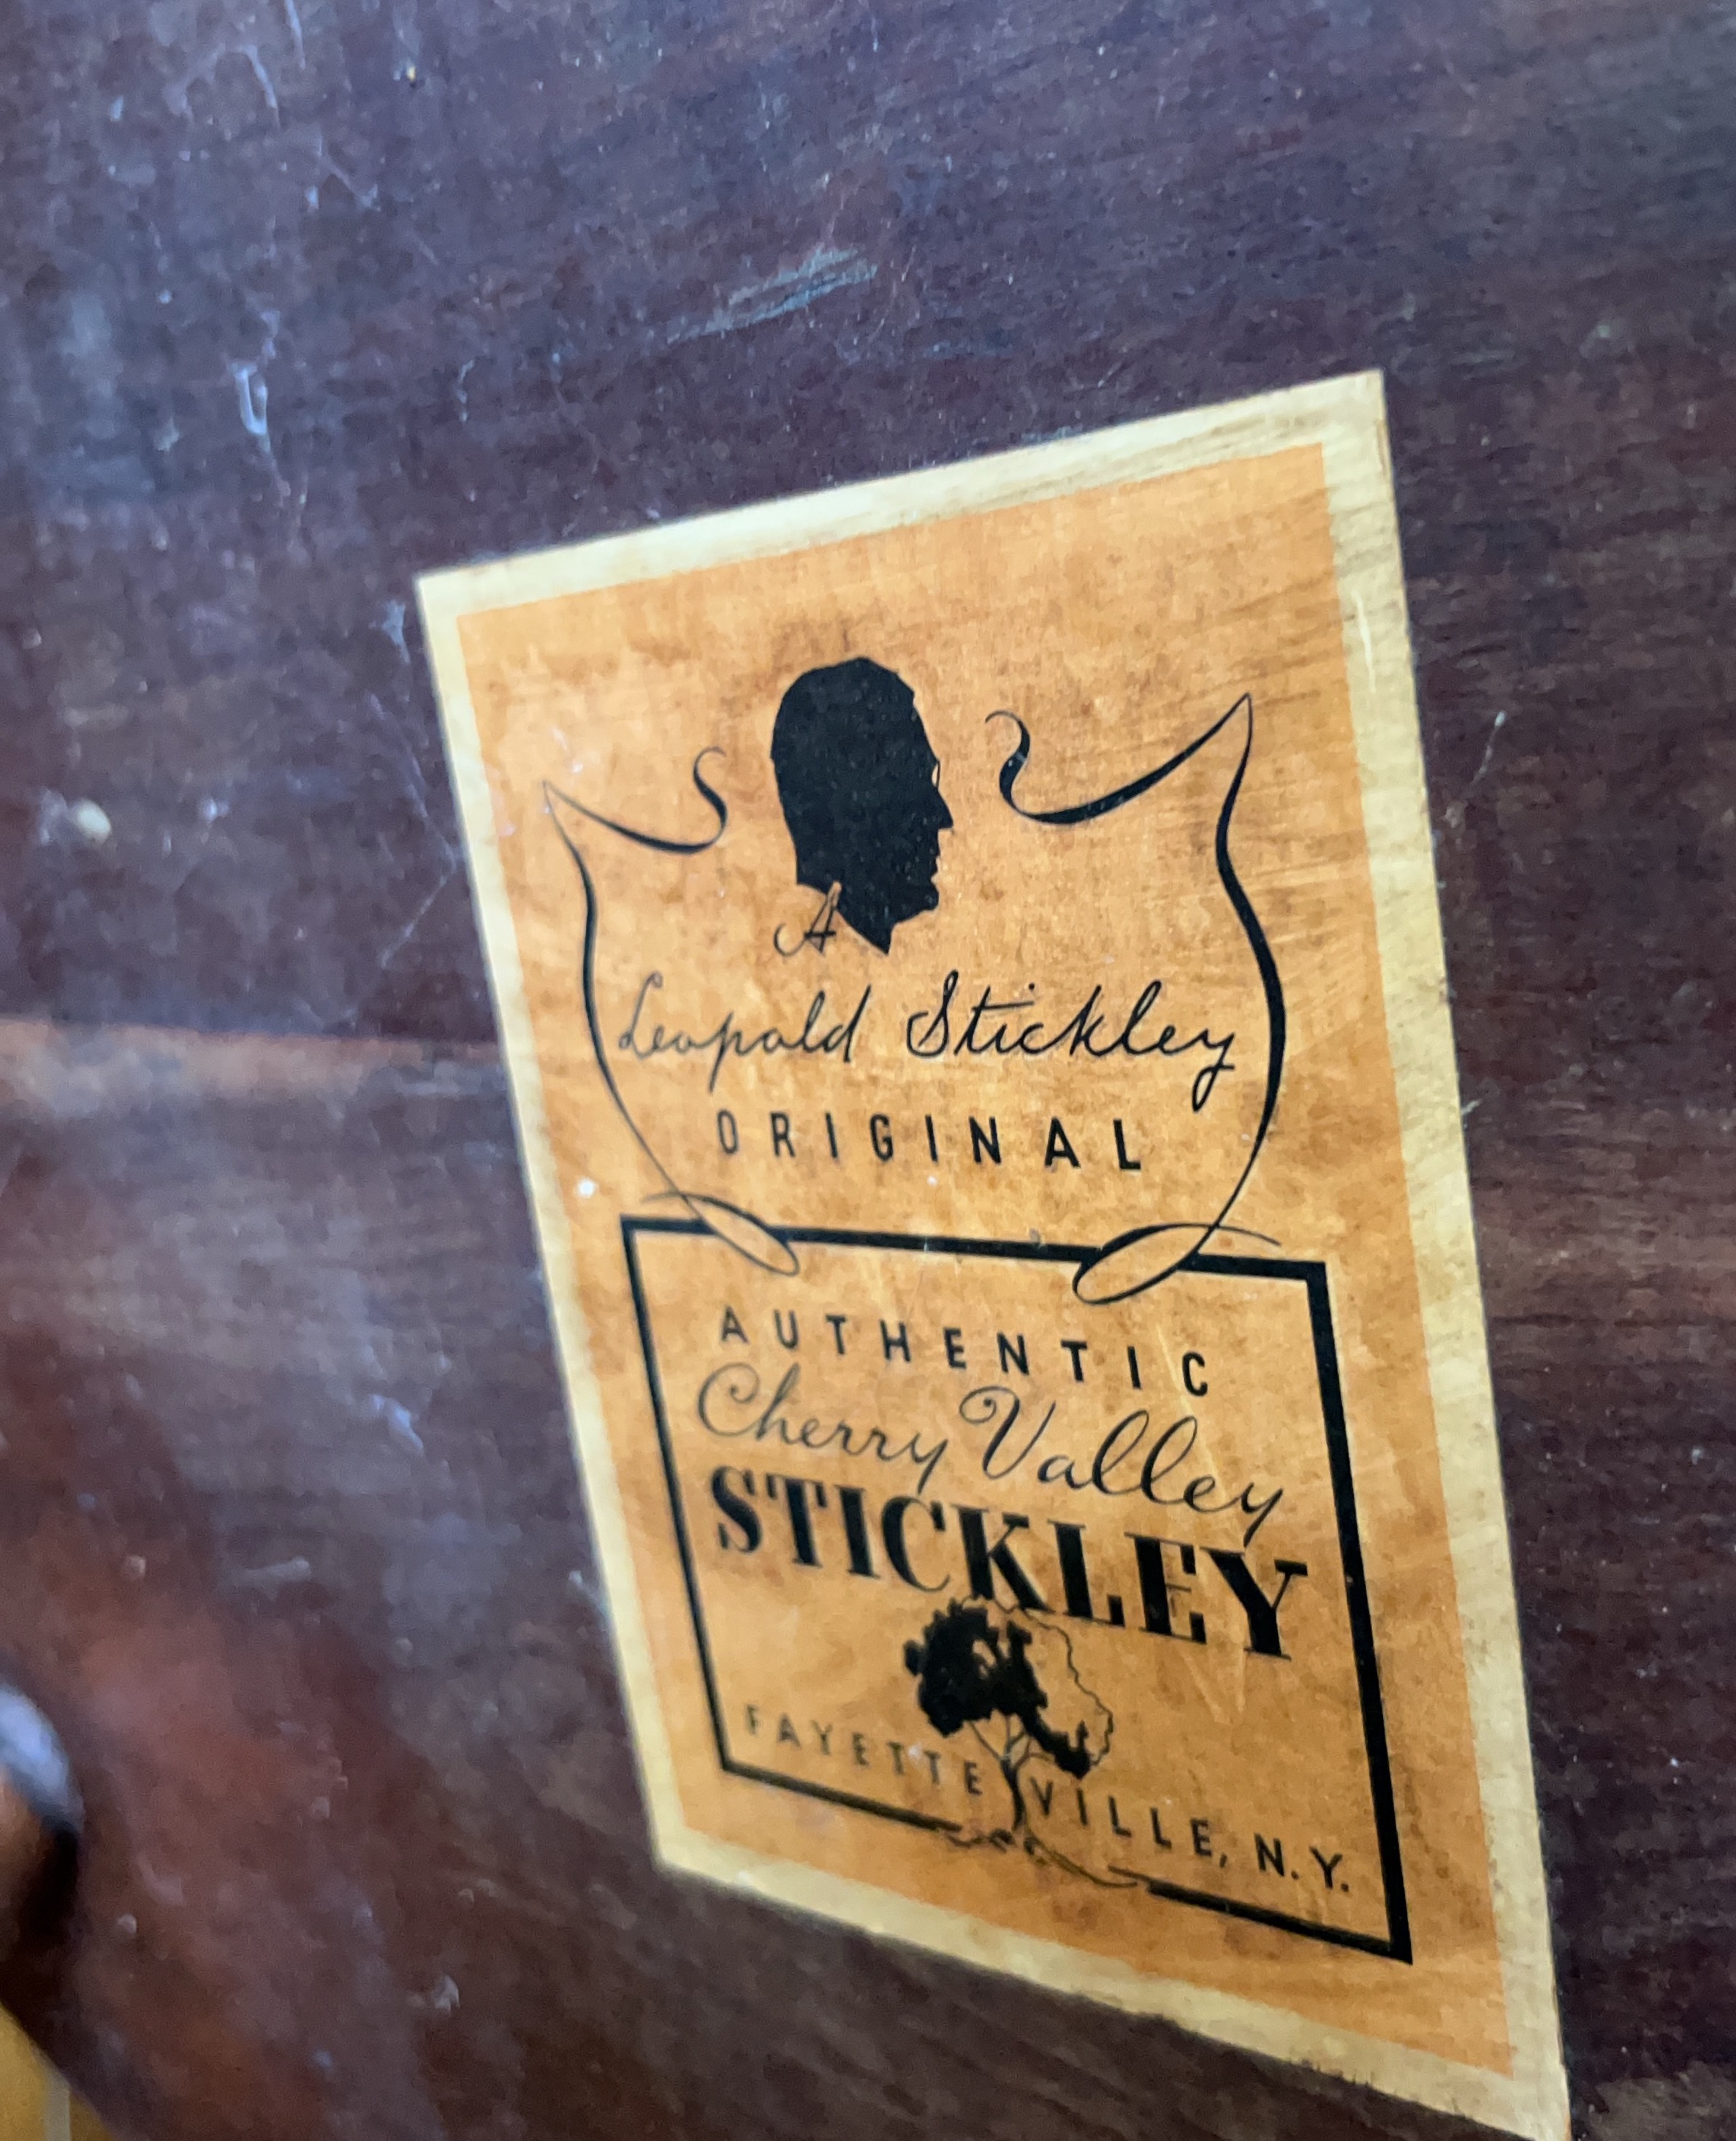 A
Leopold Stickley
ORIGINAL
AUTHENTIC
Cherry Valley
STICKLEY
FAYETTEVILLE, N.Y.